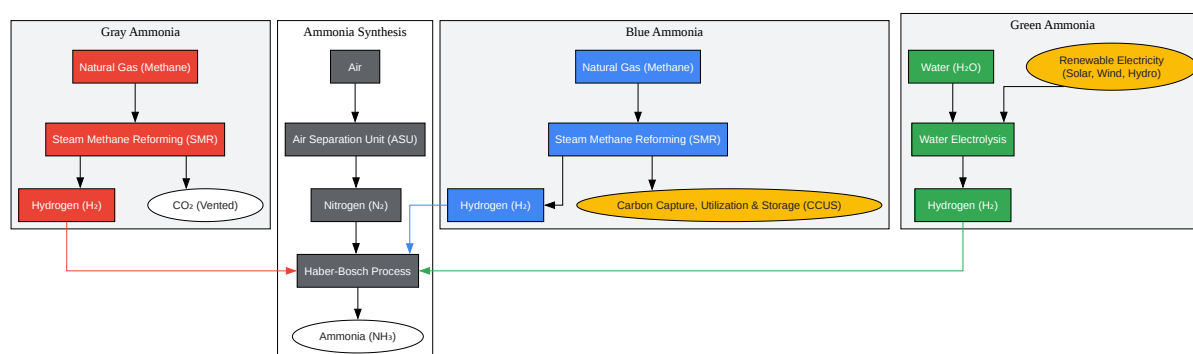 Gray Ammonia
Natural Gas (Methane)
Steam Methane Reforming (SMR)
Hydrogen (H₂)
CO₂ (Vented)
Ammonia Synthesis
Air
Air Separation Unit (ASU)
Nitrogen (N₂)
Haber-Bosch Process
Ammonia (NH₃)
Blue Ammonia
Natural Gas (Methane)
Steam Methane Reforming (SMR)
Hydrogen (H₂)
Carbon Capture, Utilization & Storage (CCUS)
Green Ammonia
Water (H₂O)
Renewable Electricity
(Solar, Wind, Hydro)
Water Electrolysis
Hydrogen (H₂)